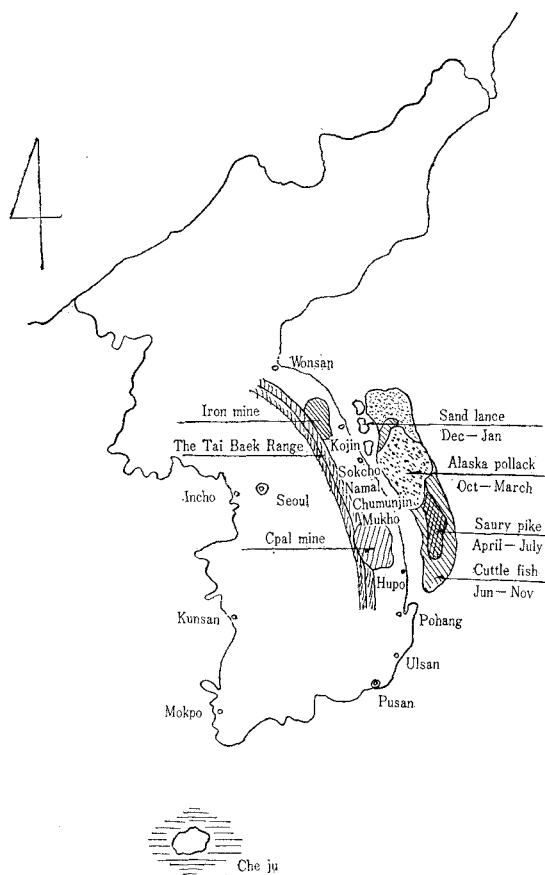 Wonsan
Iron mine
Kojin
Sand lance
Dec—Jan
The Tai Baek Range
Sokcho
Alaska pollack
Oct—March
Namal
Incho
Seoul
Chumunjin
Mukho
Saury pike
April—July
Cpal mine
Cuttle fish
Jun—Nov
Hupo
Kunsan
Pohang
Ulsan
Mokpo
Pusan
Che ju